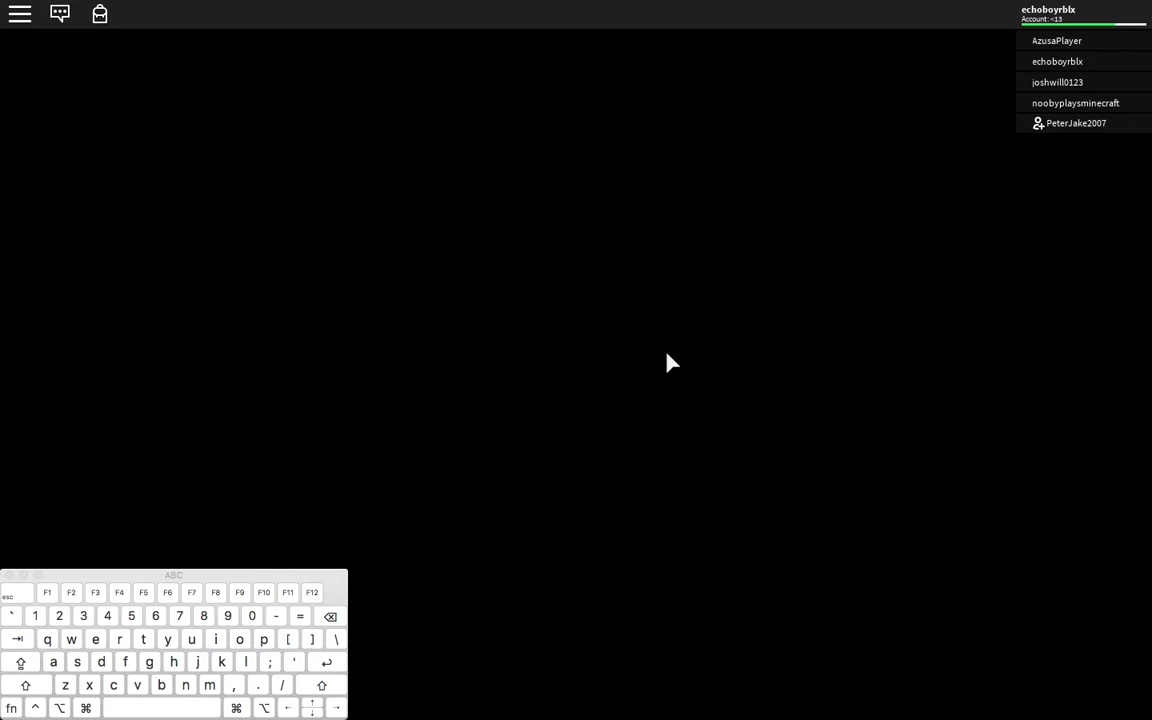 echoboyrblx
Account: <13
AzusaPlayer
echoboyrblx
joshwill0123
noobyplaysminecraft
PeterJake2007
ABC
esc F1 F2 F3 F4 F5 F6 F7 F8 F9 F10 F11 F12
` 1 2 3 4 5 6 7 8 9 0 - =
q w e r t y u i o p [ ] \
a s d f g h j k l ; '
z x c v b n m , . /
fn ^ ⌥ ⌘ ⌘ ⌥